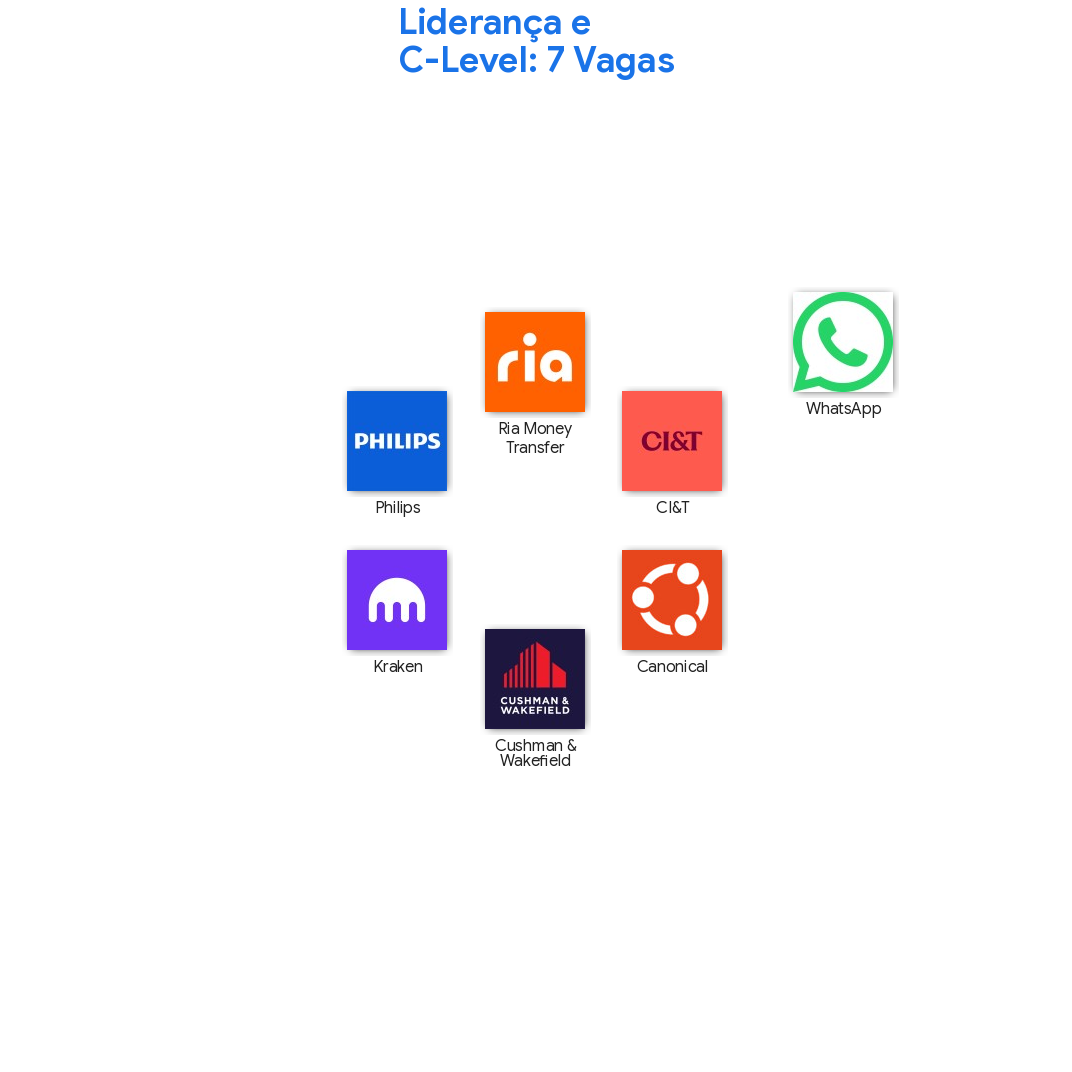 Liderança e
C-Level: 7 Vagas
WhatsApp
ria
Ria Money
Transfer
PHILIPS
Philips
CI&T
CI&T
Kraken
Canonical
CUSHMAN &
WAKEFIELD
Cushman &
Wakefield